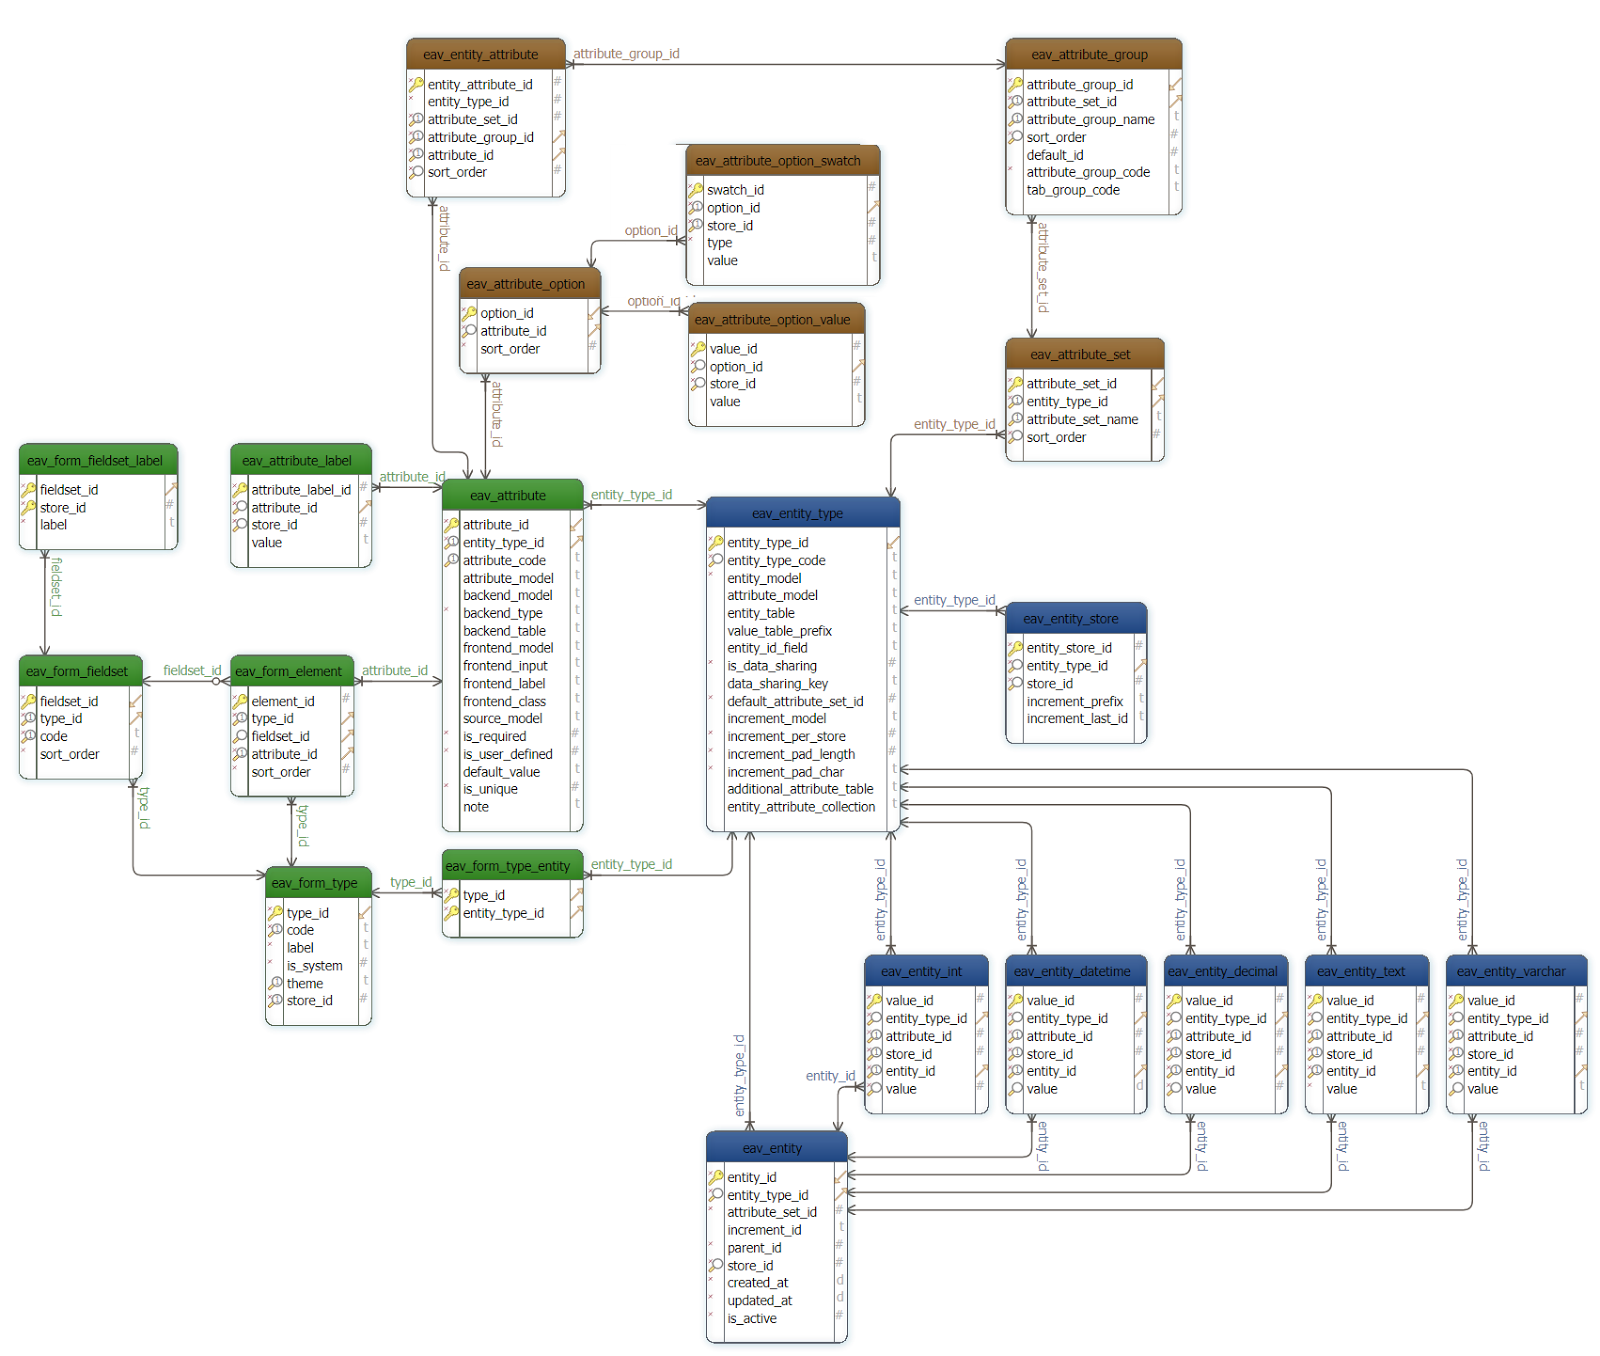 eav_entity_attribute
entity_attribute_id #
entity_type_id #
attribute_set_id #
attribute_group_id
attribute_id
sort_order #
attribute_group_id
eav_attribute_group
attribute_group_id
attribute_set_id
attribute_group_name t
sort_order #
default_id #
attribute_group_code t
tab_group_code t
attribute_id
eav_attribute_option_swatch
swatch_id #
option_id
store_id #
type #
value t
option_id
eav_attribute_option
option_id
attribute_id
sort_order #
option_id
eav_attribute_option_value
value_id #
option_id
store_id #
value t
attribute_set_id
eav_attribute_set
attribute_set_id
entity_type_id
attribute_set_name t
sort_order #
attribute_id
entity_type_id
eav_form_fieldset_label
fieldset_id
store_id #
label t
eav_attribute_label
attribute_label_id #
attribute_id
store_id #
value t
attribute_id
eav_attribute
attribute_id
entity_type_id
attribute_code t
attribute_model t
backend_model t
backend_type t
backend_table t
frontend_model t
frontend_input t
frontend_label t
frontend_class t
source_model t
is_required #
is_user_defined #
default_value t
is_unique #
note t
entity_type_id
eav_entity_type
entity_type_id
entity_type_code t
entity_model t
attribute_model t
entity_table t
value_table_prefix t
entity_id_field t
is_data_sharing #
data_sharing_key t
default_attribute_set_id #
increment_model t
increment_per_store #
increment_pad_length #
increment_pad_char t
additional_attribute_table t
entity_attribute_collection t
entity_type_id
eav_entity_store
entity_store_id #
entity_type_id
store_id #
increment_prefix t
increment_last_id t
fieldset_id
eav_form_fieldset
fieldset_id
type_id
code t
sort_order #
fieldset_id
eav_form_element
element_id #
type_id
fieldset_id
attribute_id
sort_order #
attribute_id
type_id
type_id
eav_form_type
type_id
code t
label t
is_system #
theme t
store_id #
type_id
eav_form_type_entity
type_id
entity_type_id
entity_type_id
entity_type_id
entity_type_id
entity_type_id
entity_type_id
entity_type_id
eav_entity_int
value_id #
entity_type_id
attribute_id #
store_id #
entity_id
value #
eav_entity_datetime
value_id #
entity_type_id
attribute_id #
store_id #
entity_id
value d
eav_entity_decimal
value_id #
entity_type_id
attribute_id #
store_id #
entity_id
value #
eav_entity_text
value_id #
entity_type_id
attribute_id #
store_id #
entity_id
value t
eav_entity_varchar
value_id #
entity_type_id
attribute_id #
store_id #
entity_id
value t
entity_type_id
entity_id
entity_id
entity_id
entity_id
entity_id
eav_entity
entity_id
entity_type_id
attribute_set_id #
increment_id t
parent_id #
store_id #
created_at d
updated_at d
is_active #